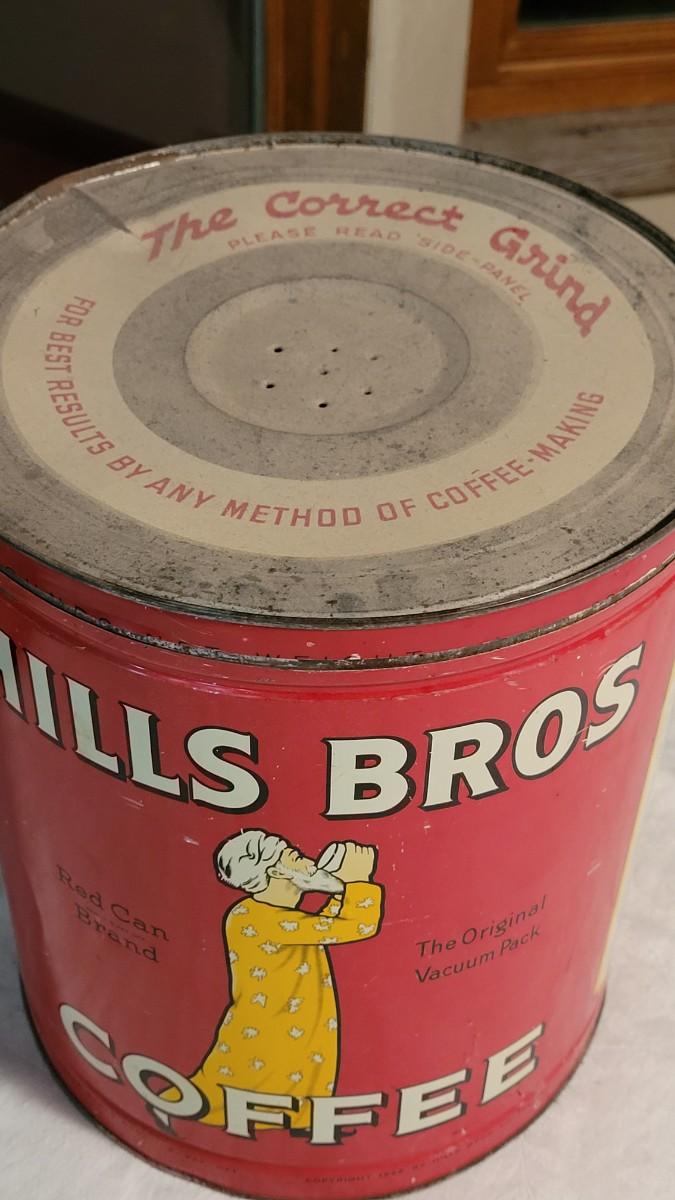 The Correct Grind
PLEASE READ SIDE-PANEL
FOR BEST RESULTS BY ANY METHOD OF COFFEE-MAKING
HILLS BROS
Red Can
Brand
The Original
Vacuum Pack
COFFEE